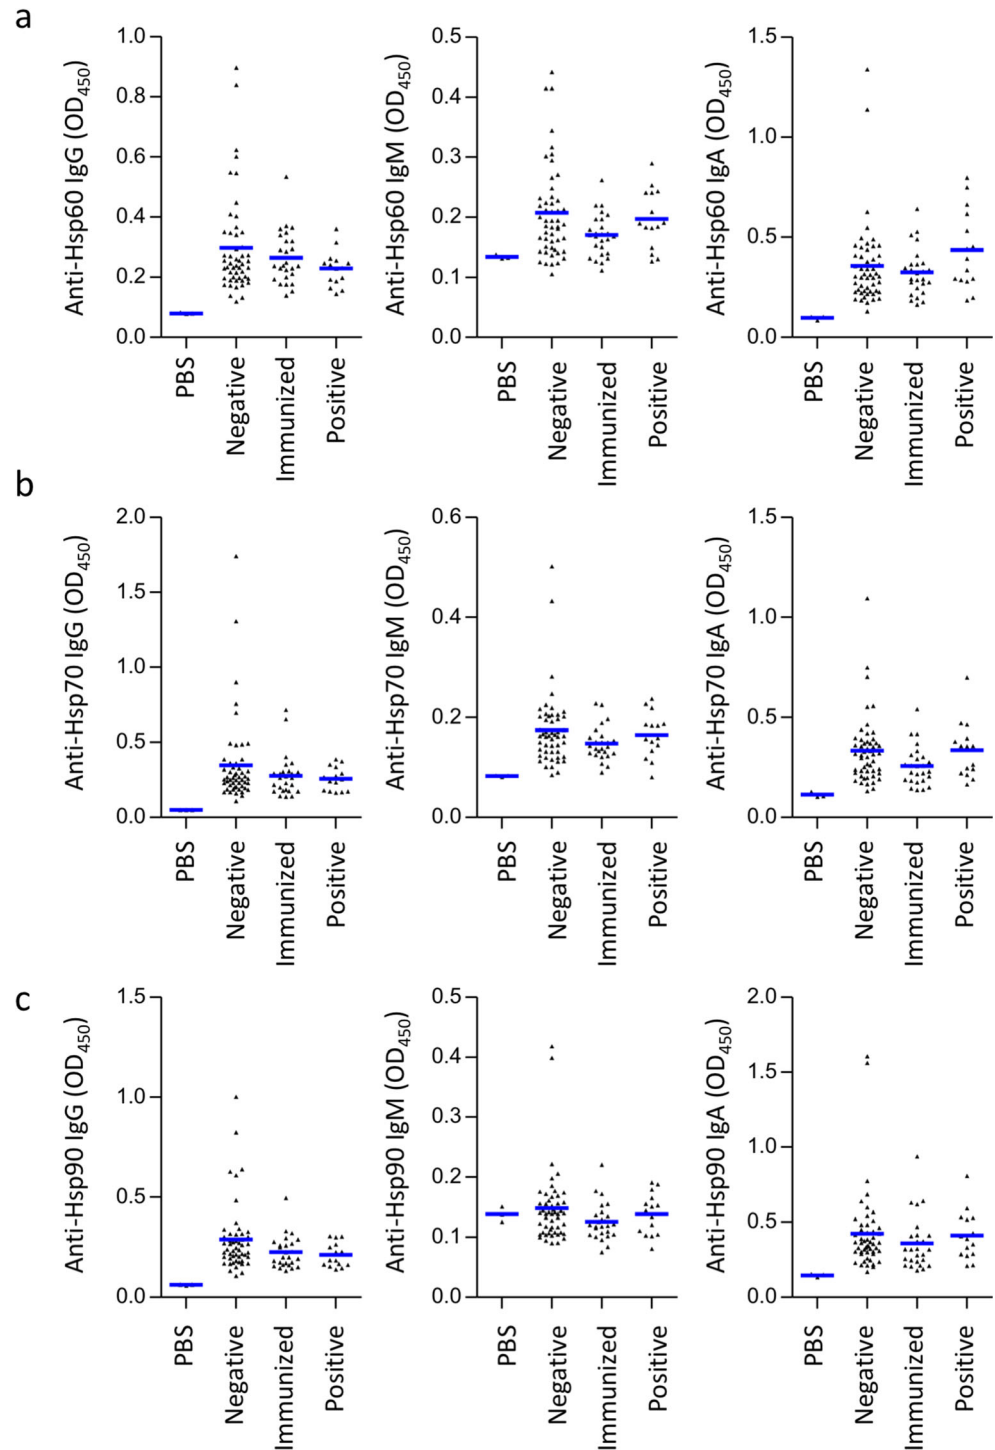 a
Anti-Hsp60 IgG (OD450)
1.0
0.8
0.6
0.4
0.2
0.0
PBS
Negative
Immunized
Positive
Anti-Hsp60 IgM (OD450)
0.5
0.4
0.3
0.2
0.1
0.0
PBS
Negative
Immunized
Positive
Anti-Hsp60 IgA (OD450)
1.5
1.0
0.5
0.0
PBS
Negative
Immunized
Positive
b
Anti-Hsp70 IgG (OD450)
2.0
1.5
1.0
0.5
0.0
PBS
Negative
Immunized
Positive
Anti-Hsp70 IgM (OD450)
0.6
0.4
0.2
0.0
PBS
Negative
Immunized
Positive
Anti-Hsp70 IgA (OD450)
1.5
1.0
0.5
0.0
PBS
Negative
Immunized
Positive
c
Anti-Hsp90 IgG (OD450)
1.5
1.0
0.5
0.0
PBS
Negative
Immunized
Positive
Anti-Hsp90 IgM (OD450)
0.5
0.4
0.3
0.2
0.1
0.0
PBS
Negative
Immunized
Positive
Anti-Hsp90 IgA (OD450)
2.0
1.5
1.0
0.5
0.0
PBS
Negative
Immunized
Positive